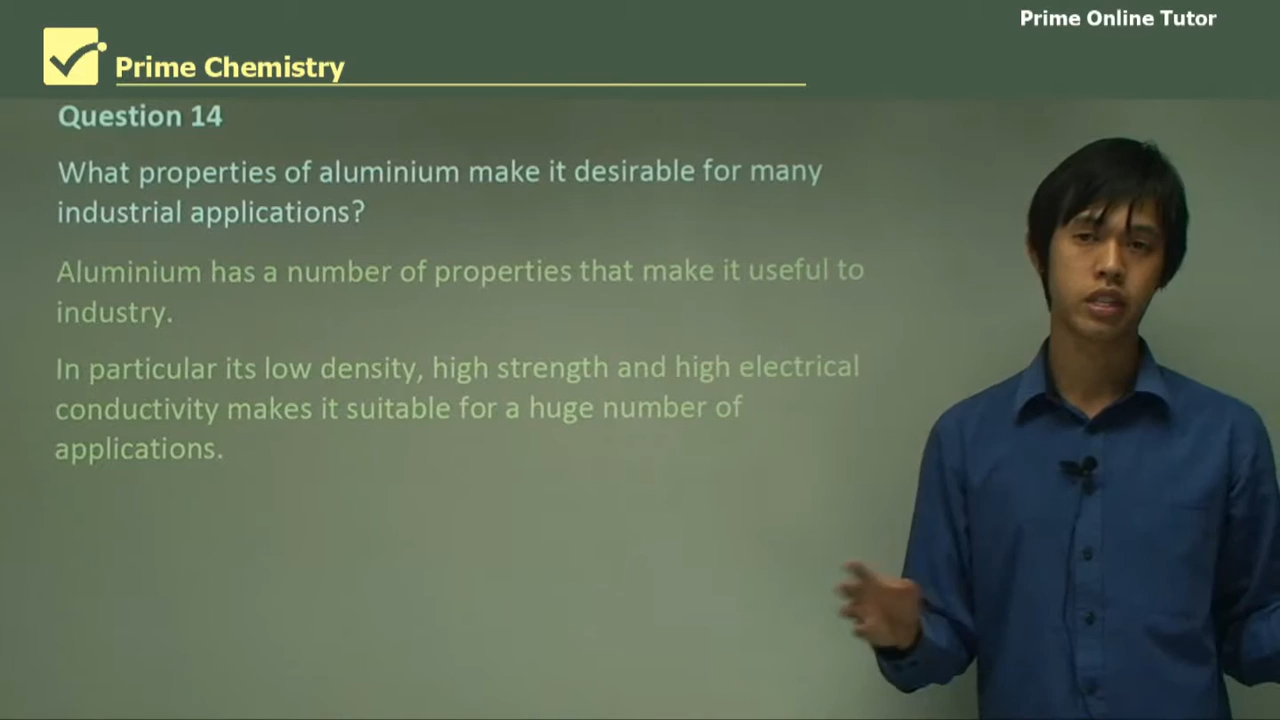 Prime Online Tutor
Prime Chemistry
Question 14
What properties of aluminium make it desirable for many
industrial applications?
Aluminium has a number of properties that make it useful to
industry.
In particular its low density, high strength and high electrical
conductivity makes it suitable for a huge number of
applications.